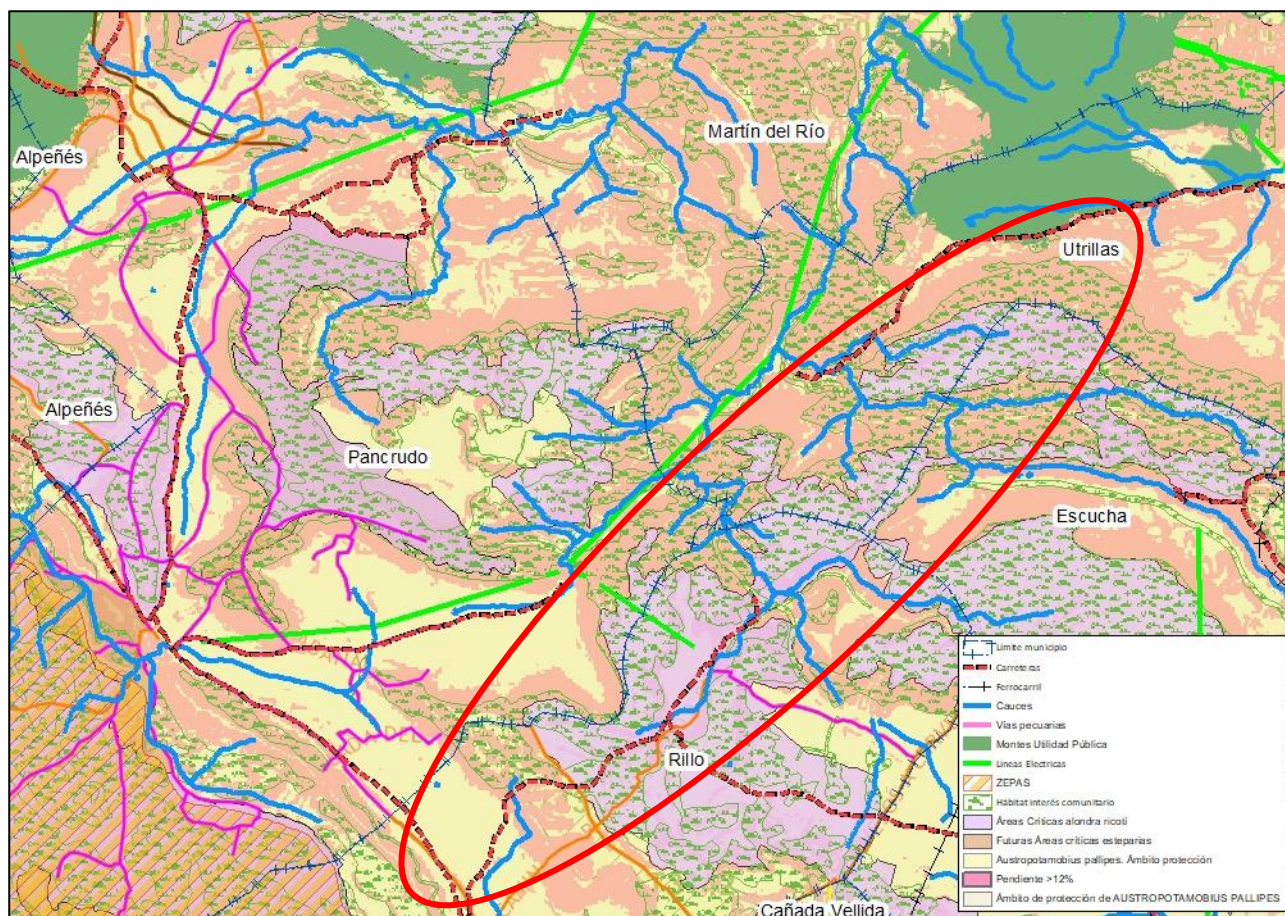 Martín del Río
Alpeñés
Utrillas
Alpeñés
Pancrudo
Escucha
Rillo
Cañada Vellida
Límite municipio
Carreteras
Ferrocarril
Cauces
Vías pecuarias
Montes Utilidad Pública
Lineas Electricas
ZEPAS
Hábitat interés comunitario
Áreas Críticas alondra ricotí
Futuras Áreas críticas esteparias
Austropotamobius pallipes. Ámbito protección
Pendiente >12%
Ámbito de protección de AUSTROPOTAMOBIUS PALLIPES